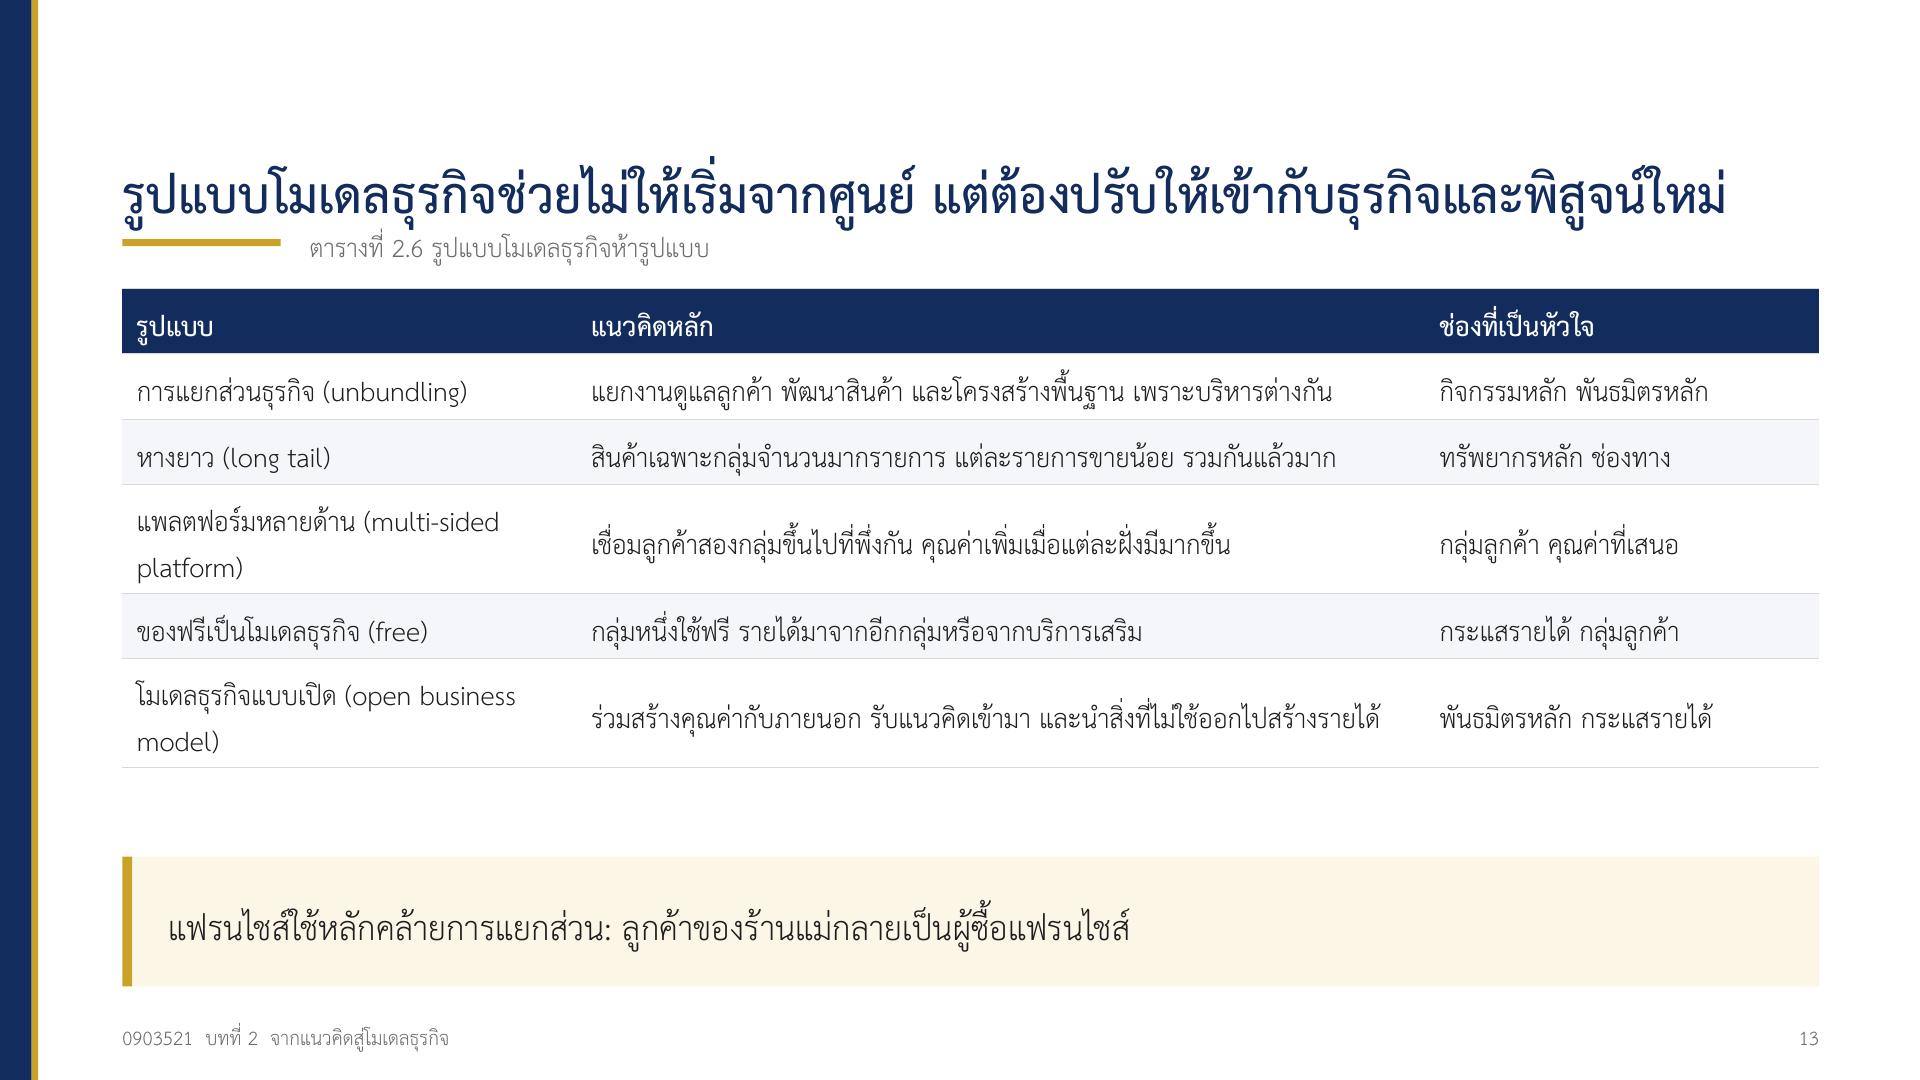 รูปแบบโมเดลธุรกิจช่วยไม่ให้เริ่มจากศูนย์ แต่ต้องปรับให้เข้ากับธุรกิจและพิสูจน์ใหม่
ตารางที่ 2.6 รูปแบบโมเดลธุรกิจห้ารูปแบบ
รูปแบบ แนวคิดหลัก ช่องที่เป็นหัวใจ
การแยกส่วนธุรกิจ (unbundling) แยกงานดูแลลูกค้า พัฒนาสินค้า และโครงสร้างพื้นฐาน เพราะบริหารต่างกัน กิจกรรมหลัก พันธมิตรหลัก
หางยาว (long tail) สินค้าเฉพาะกลุ่มจำนวนมากรายการ แต่ละรายการขายน้อย รวมกันแล้วมาก ทรัพยากรหลัก ช่องทาง
แพลตฟอร์มหลายด้าน (multi-sided
platform) เชื่อมลูกค้าสองกลุ่มขึ้นไปที่พึ่งกัน คุณค่าเพิ่มเมื่อแต่ละฝั่งมีมากขึ้น กลุ่มลูกค้า คุณค่าที่เสนอ
ของฟรีเป็นโมเดลธุรกิจ (free) กลุ่มหนึ่งใช้ฟรี รายได้มาจากอีกกลุ่มหรือจากบริการเสริม กระแสรายได้ กลุ่มลูกค้า
โมเดลธุรกิจแบบเปิด (open business
model) ร่วมสร้างคุณค่ากับภายนอก รับแนวคิดเข้ามา และนำสิ่งที่ไม่ใช้ออกไปสร้างรายได้ พันธมิตรหลัก กระแสรายได้
แฟรนไชส์ใช้หลักคล้ายการแยกส่วน: ลูกค้าของร้านแม่กลายเป็นผู้ซื้อแฟรนไชส์
0903521 บทที่ 2 จากแนวคิดสู่โมเดลธุรกิจ 13